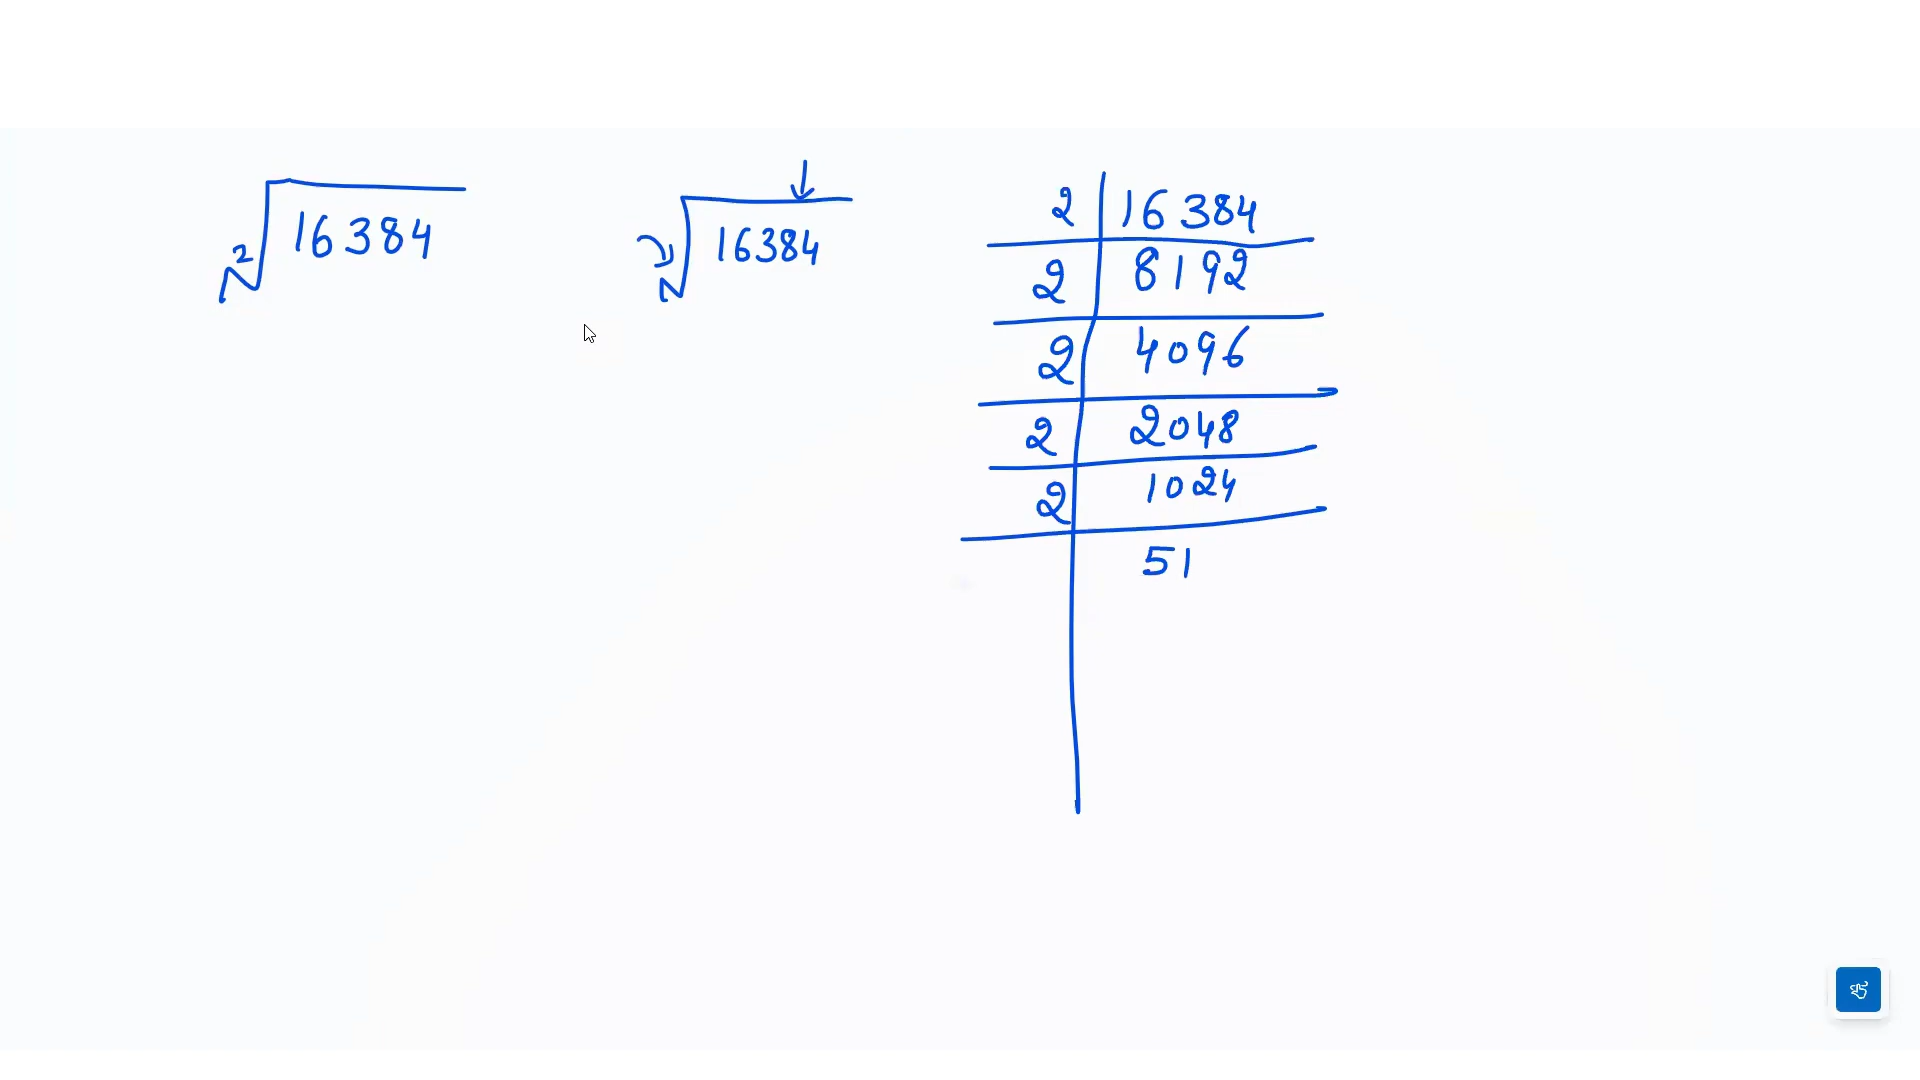 ²√16384
√16384
2 | 16384
2 | 8192
2 | 4096
2 | 2048
2 | 1024
51